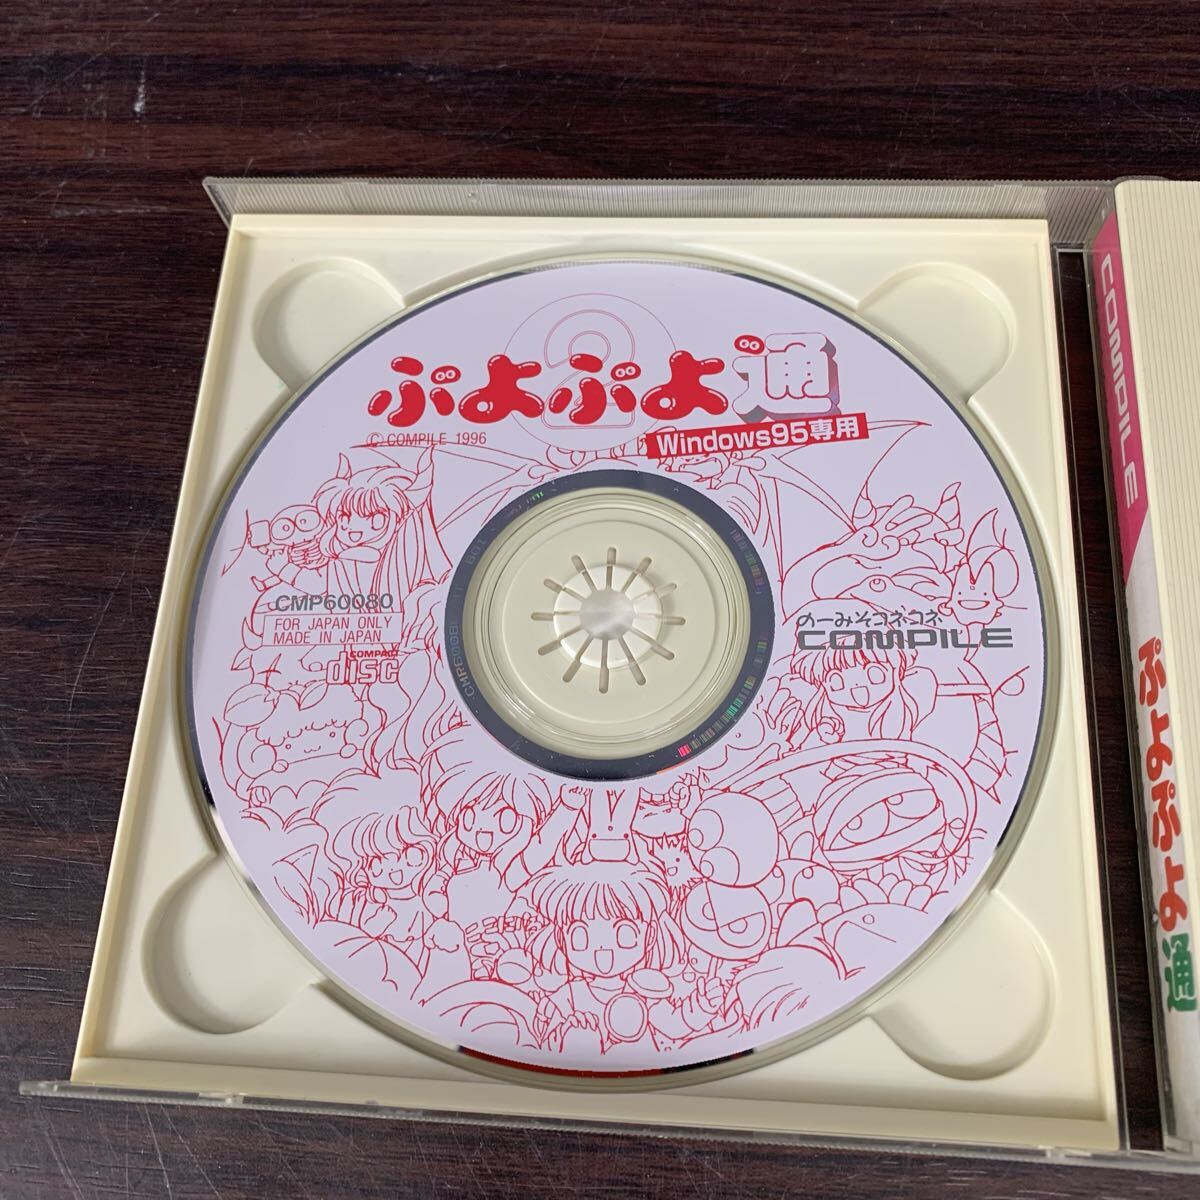 ぷよぷよ通
2
© COMPILE 1996
Windows95専用
CMP60080
FOR JAPAN ONLY
MADE IN JAPAN
COMPACT
disc
のーみそコネコネ
COMPILE
COMPILE
ぷよぷよ通